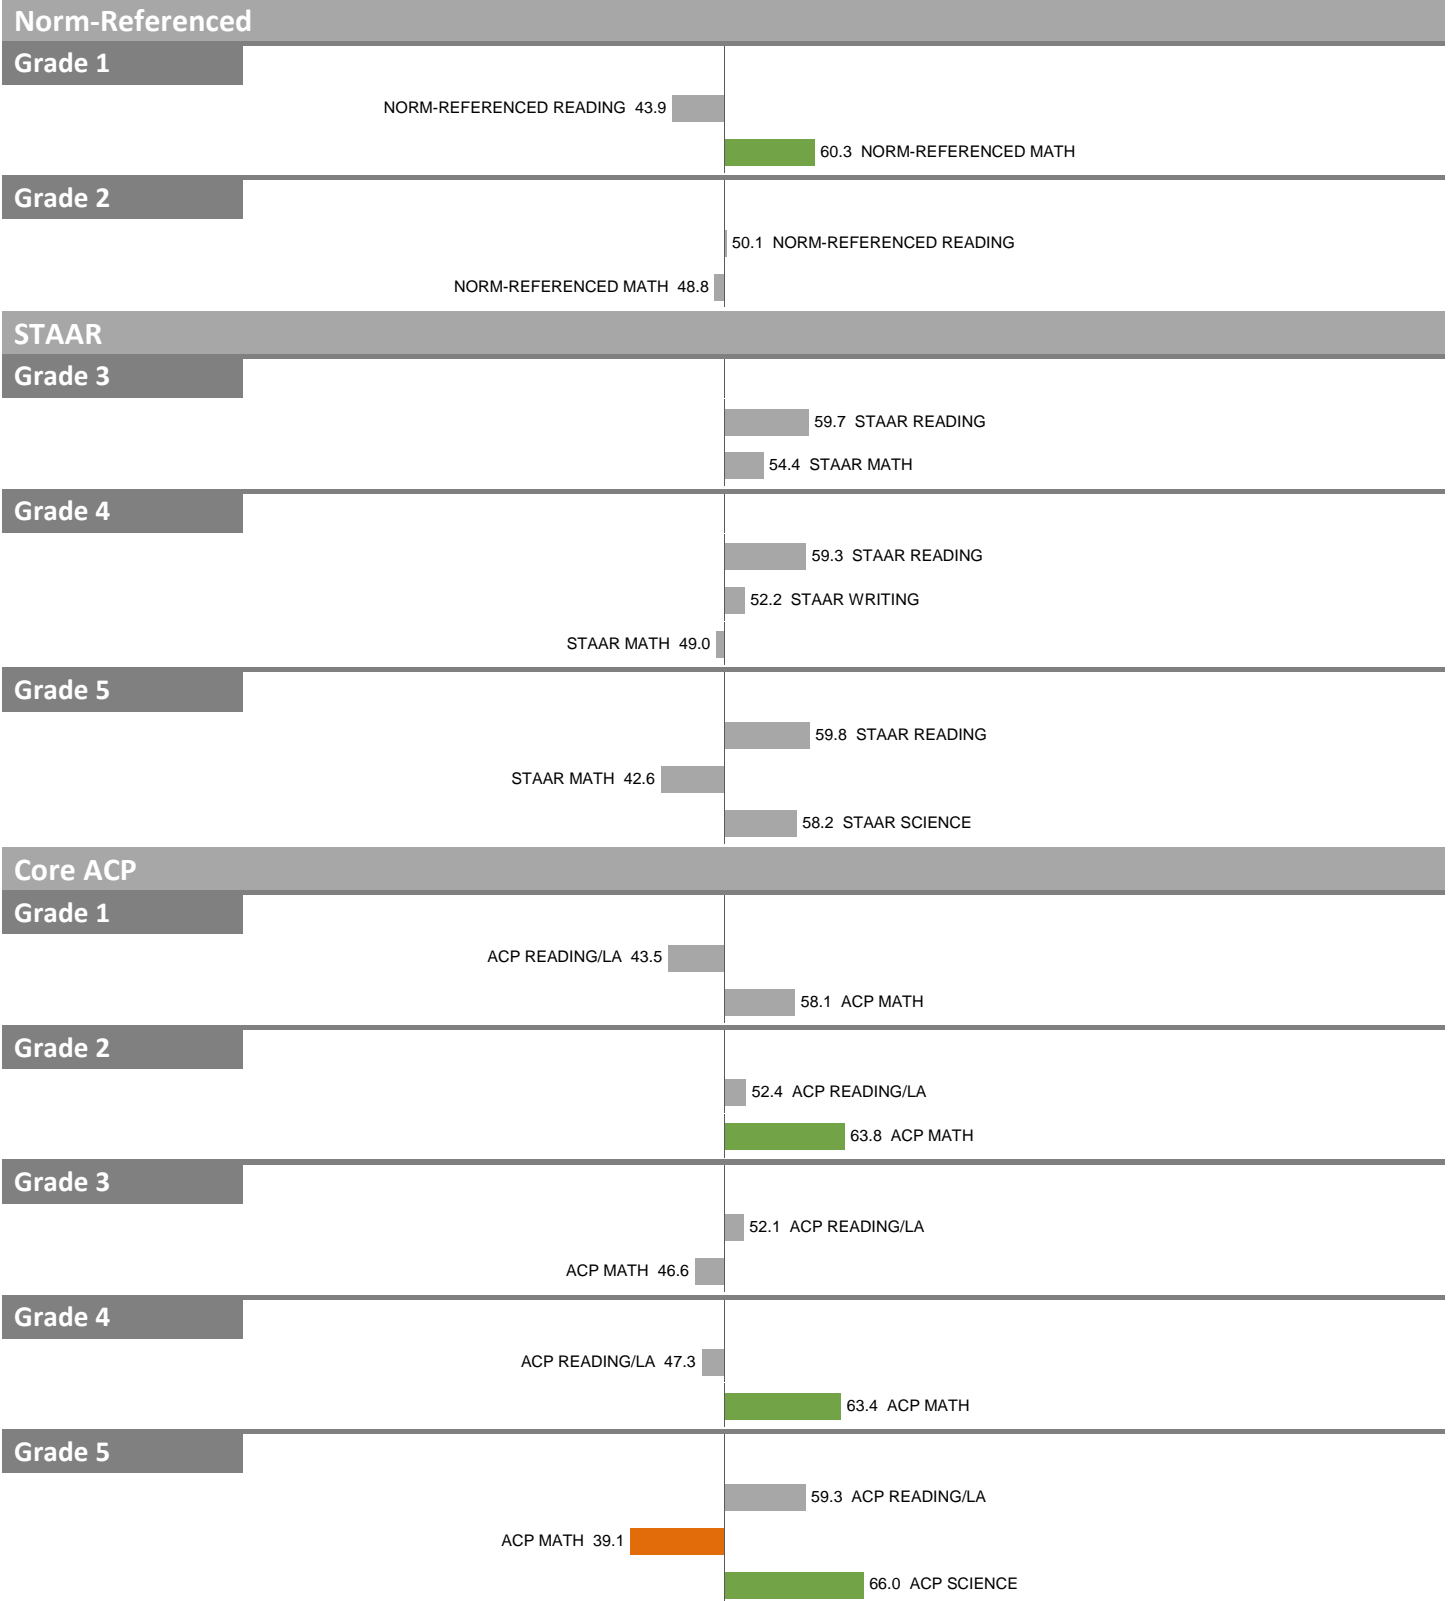 Norm-Referenced
Grade 1
NORM-REFERENCED READING 43.9
60.3 NORM-REFERENCED MATH
Grade 2
50.1 NORM-REFERENCED READING
NORM-REFERENCED MATH 48.8
STAAR
Grade 3
59.7 STAAR READING
54.4 STAAR MATH
Grade 4
59.3 STAAR READING
52.2 STAAR WRITING
STAAR MATH 49.0
Grade 5
59.8 STAAR READING
STAAR MATH 42.6
58.2 STAAR SCIENCE
Core ACP
Grade 1
ACP READING/LA 43.5
58.1 ACP MATH
Grade 2
52.4 ACP READING/LA
63.8 ACP MATH
Grade 3
52.1 ACP READING/LA
ACP MATH 46.6
Grade 4
ACP READING/LA 47.3
63.4 ACP MATH
Grade 5
59.3 ACP READING/LA
ACP MATH 39.1
66.0 ACP SCIENCE